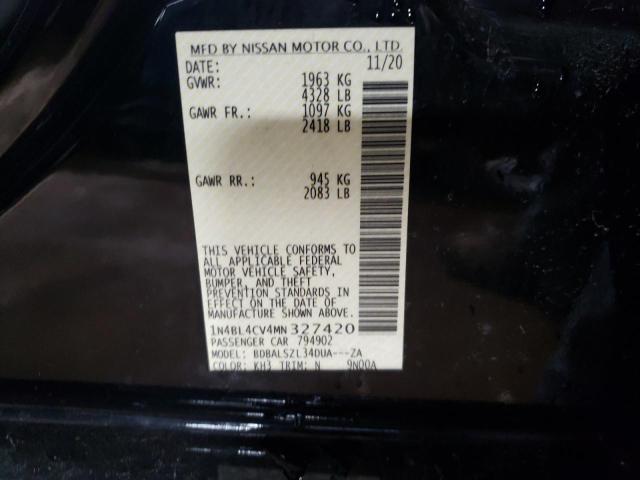 MFD BY NISSAN MOTOR CO., LTD.
DATE: 11/20
GVWR: 1963 KG
4328 LB
GAWR FR.: 1097 KG
2418 LB
GAWR RR.: 945 KG
2083 LB
THIS VEHICLE CONFORMS TO
ALL APPLICABLE FEDERAL
MOTOR VEHICLE SAFETY,
BUMPER, AND THEFT
PREVENTION STANDARDS IN
EFFECT ON THE DATE OF
MANUFACTURE SHOWN ABOVE.
1N4BL4CV4MN327420
PASSENGER CAR 794902
MODEL: BDBALSZL34DUA---ZA
COLOR: KH3 TRIM: N 9N00A